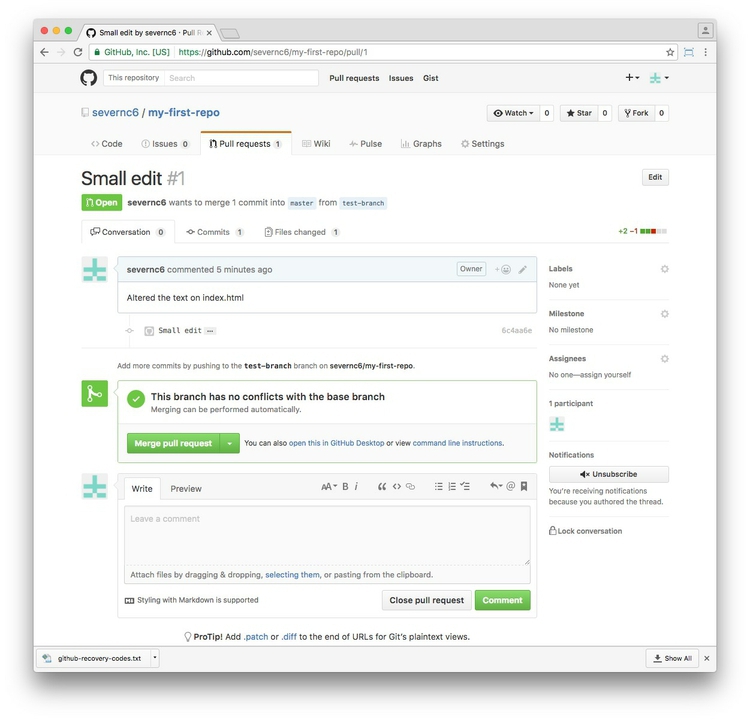 Small edit by severnc6 · Pull R
GitHub, Inc. [US] https://github.com/severnc6/my-first-repo/pull/1
This repository Search Pull requests Issues Gist
severnc6 / my-first-repo Watch 0 Star 0 Fork 0
Code Issues 0 Pull requests 1 Wiki Pulse Graphs Settings
Small edit #1 Edit
Open severnc6 wants to merge 1 commit into master from test-branch
Conversation 0 Commits 1 Files changed 1 +2 −1
severnc6 commented 5 minutes ago Owner
Altered the text on index.html
Small edit … 6c4aa6e
Add more commits by pushing to the test-branch branch on severnc6/my-first-repo.
This branch has no conflicts with the base branch
Merging can be performed automatically.
Merge pull request You can also open this in GitHub Desktop or view command line instructions.
Write Preview AA B i
Leave a comment
Attach files by dragging & dropping, selecting them, or pasting from the clipboard.
Styling with Markdown is supported Close pull request Comment
ProTip! Add .patch or .diff to the end of URLs for Git's plaintext views.
Labels
None yet
Milestone
No milestone
Assignees
No one—assign yourself
1 participant
Notifications
Unsubscribe
You're receiving notifications
because you authored the thread.
Lock conversation
github-recovery-codes.txt Show All